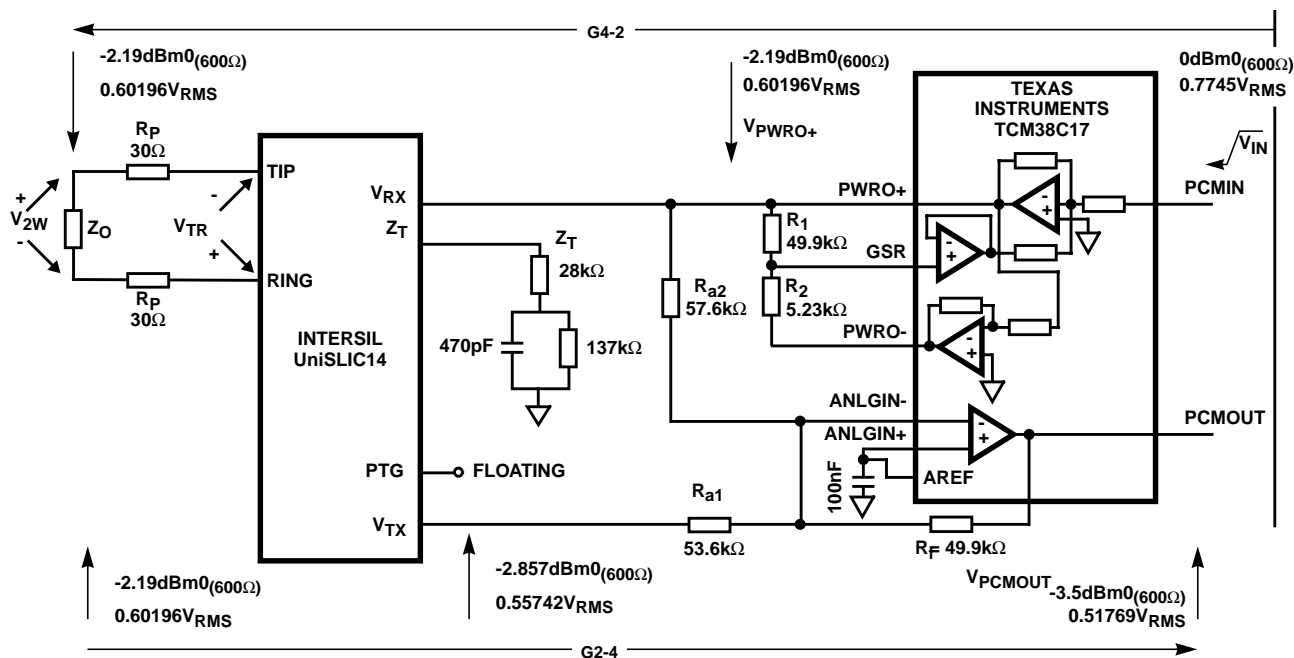 G4-2
-2.19dBm0(600Ω)
0.60196VRMS
-2.19dBm0(600Ω)
0.60196VRMS
VPWRO+
0dBm0(600Ω)
0.7745VRMS
TEXAS
INSTRUMENTS
TCM38C17
VIN
RP
30Ω
TIP
VRX
PWRO+
PCMIN
+
V2W
-
ZO
-
VTR
+
ZT
ZT
28kΩ
R1
49.9kΩ
GSR
-
+
-
+
RING
RP
30Ω
Ra2
57.6kΩ
R2
5.23kΩ
INTERSIL
UniSLIC14
470pF
137kΩ
PWRO-
-
+
ANLGIN-
ANLGIN+
-
+
PCMOUT
PTG
FLOATING
100nF
AREF
VTX
Ra1
53.6kΩ
RF 49.9kΩ
-2.19dBm0(600Ω)
0.60196VRMS
-2.857dBm0(600Ω)
0.55742VRMS
VPCMOUT
-3.5dBm0(600Ω)
0.51769VRMS
G2-4